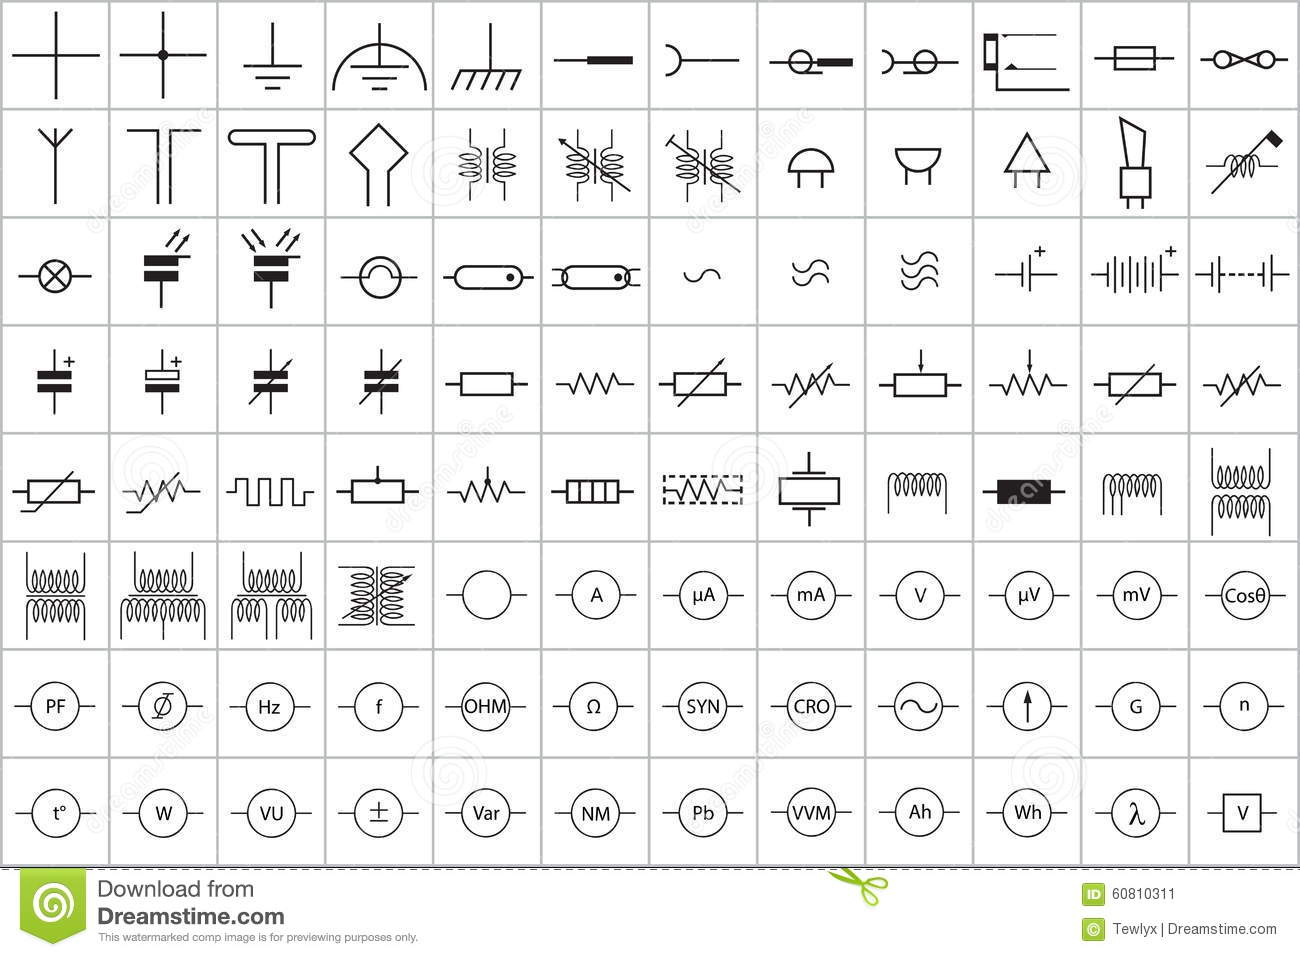 + + +
+ +
A µA mA V µV mV Cosθ
PF Φ Hz f OHM Ω SYN CRO G n
t° W VU ± Var NM Pb VVM Ah Wh λ V
Download from
Dreamstime.com
This watermarked comp image is for previewing purposes only.
ID 60810311
© Tewlyx | Dreamstime.com